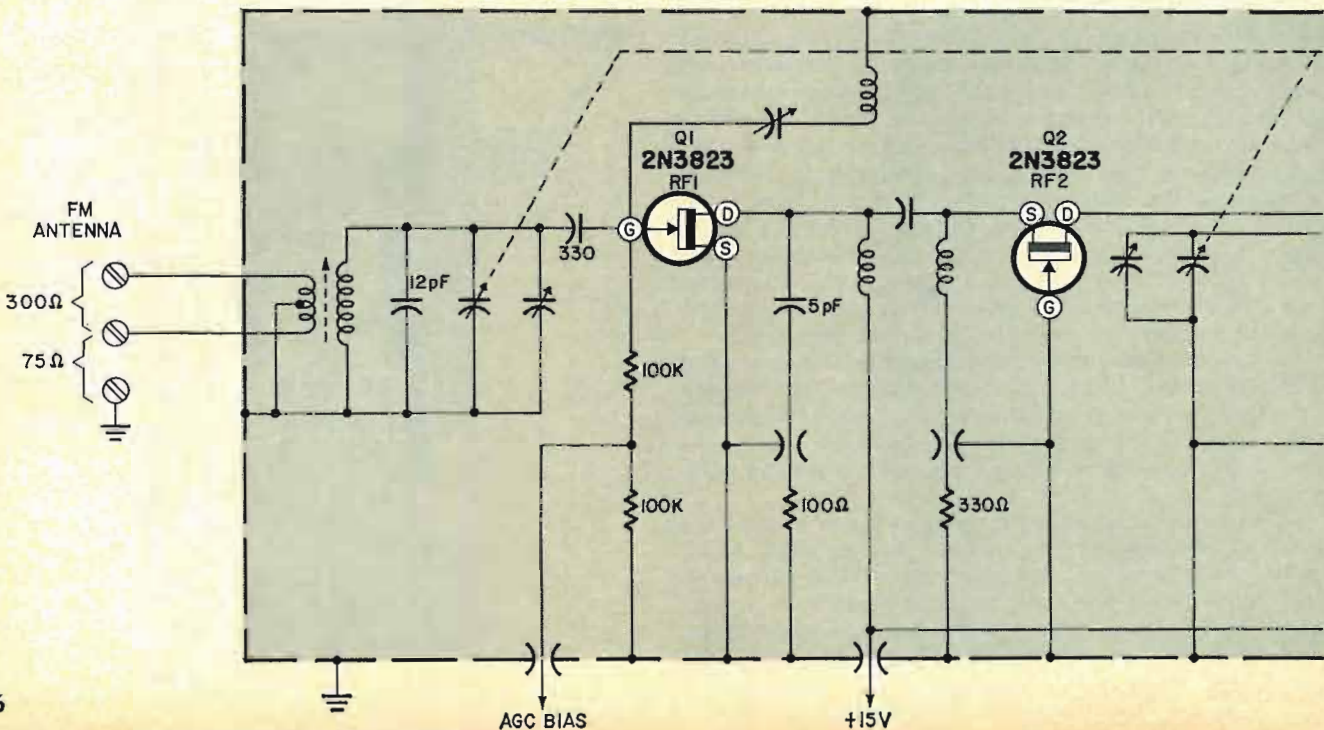 Q1
2N3823
RF1
Q2
2N3823
RF2
S
D
G
D
S
G
FM
ANTENNA
300Ω
75Ω
12pF
330
5pF
100K
100K
100Ω
330Ω
AGC BIAS
+15V